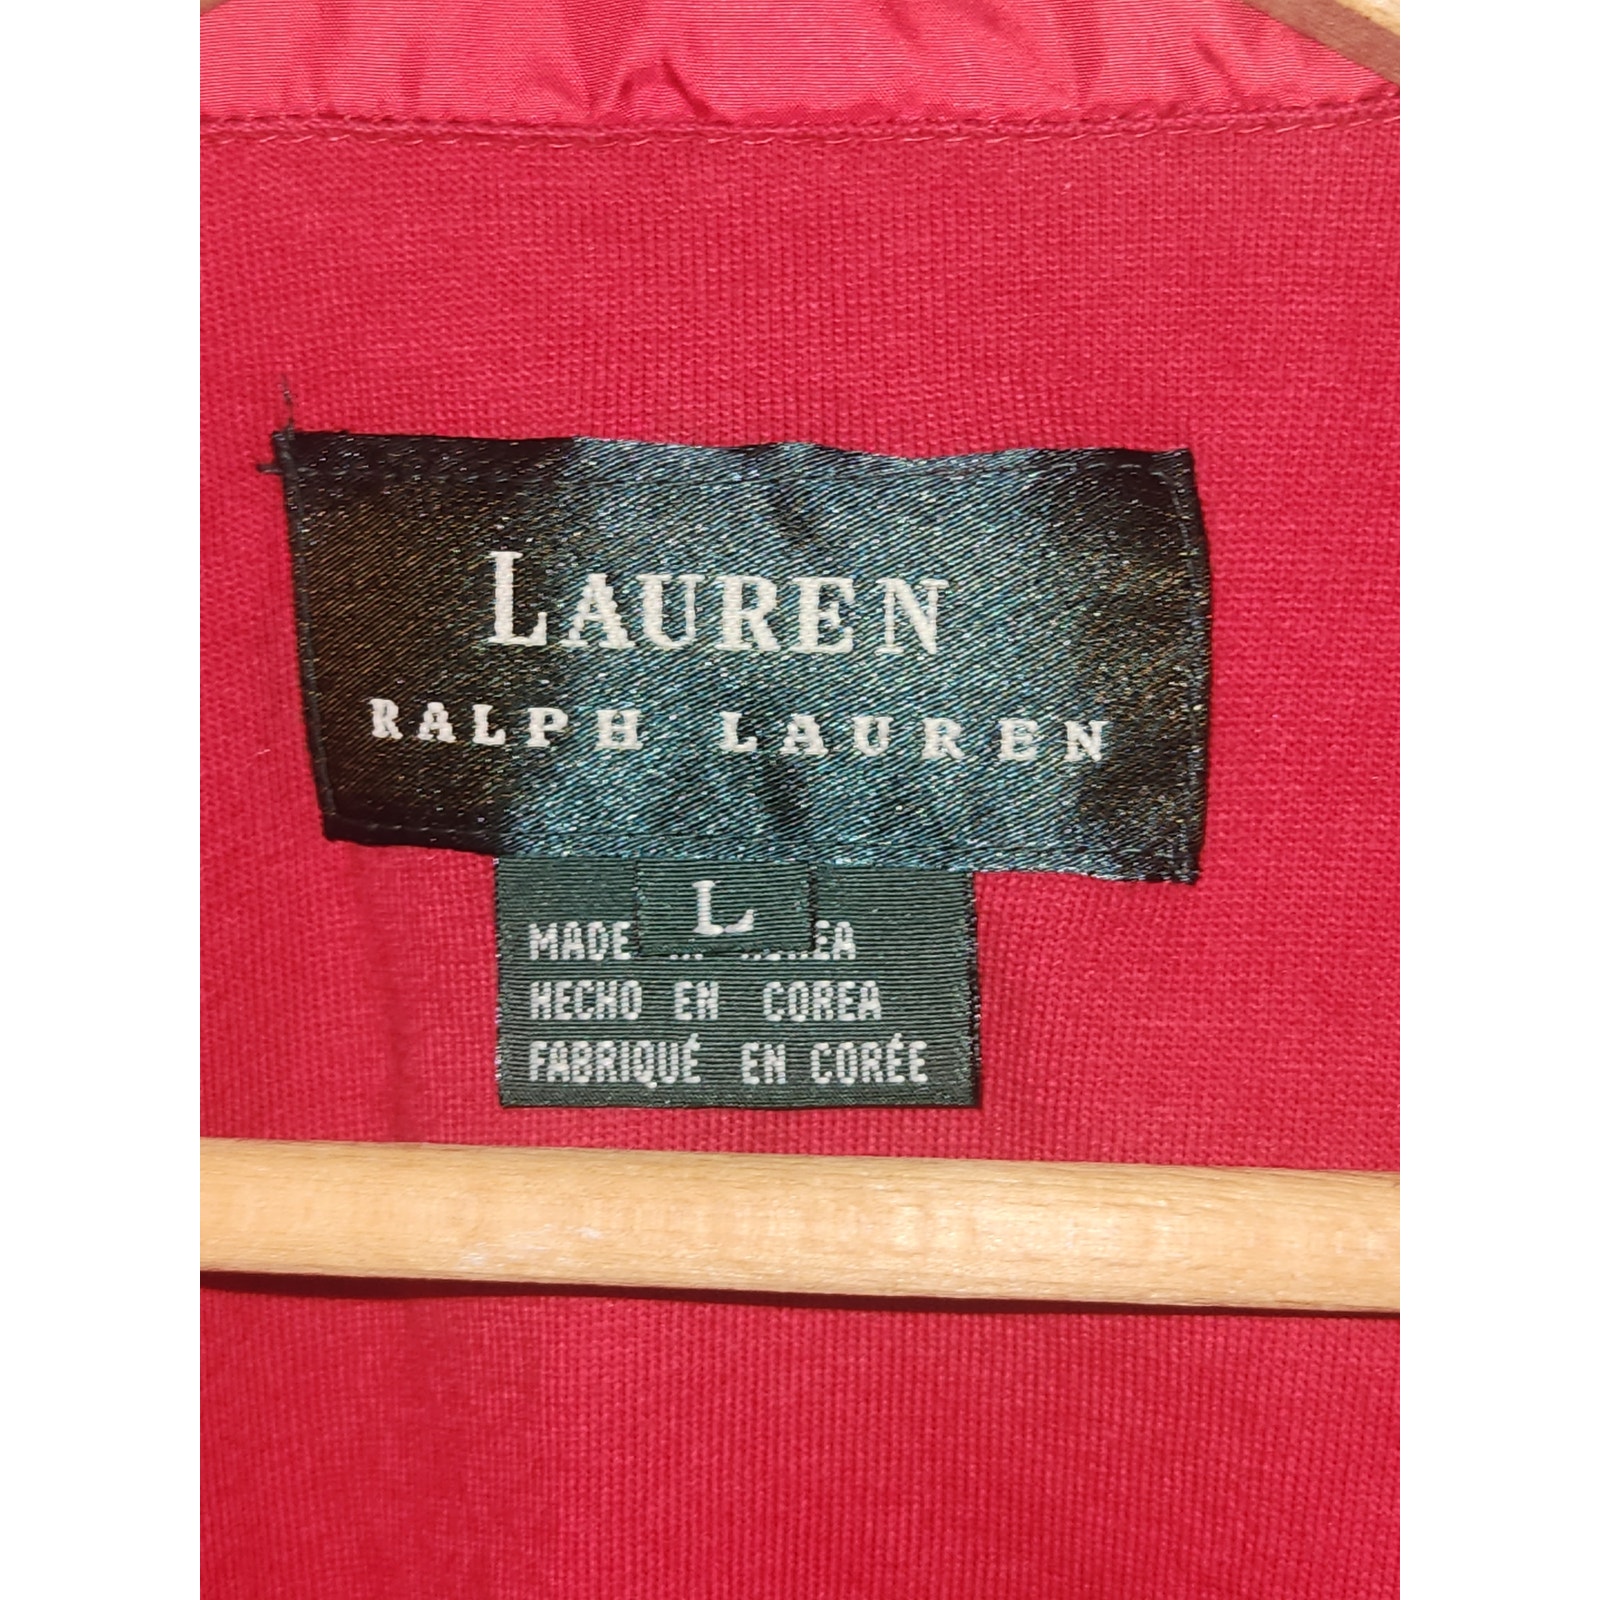 LAUREN
RALPH LAUREN
L
MADE
HECHO EN COREA
FABRIQUÉ EN CORÉE